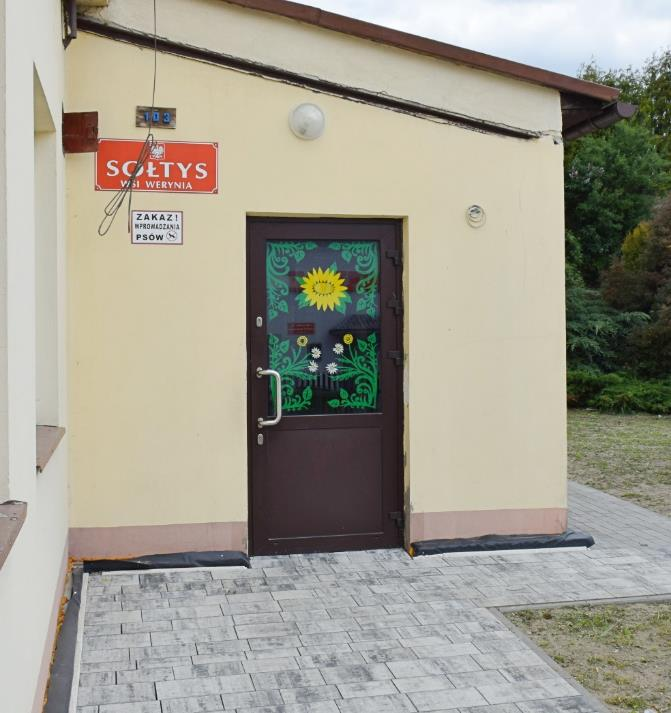 103
SOŁTYS
WSI WERYNIA
ZAKAZ!
WPROWADZANIA
PSÓW